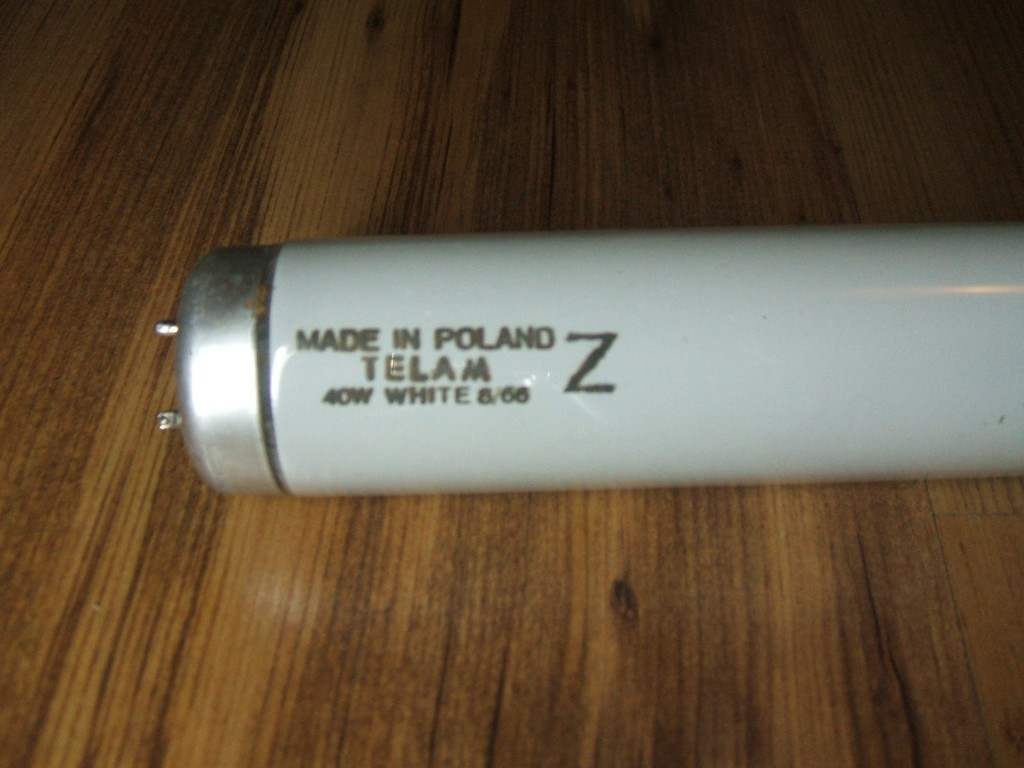 MADE IN POLAND
TELAM
40W WHITE 8/66
Z